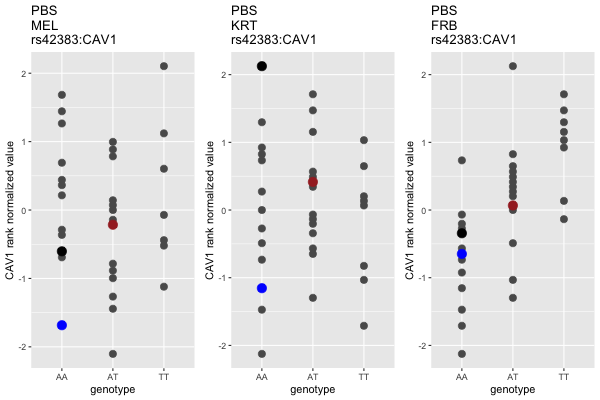 PBS
MEL
rs42383:CAV1
CAV1 rank normalized value
2
1
0
-1
-2
AA AT TT
genotype
PBS
KRT
rs42383:CAV1
CAV1 rank normalized value
2
1
0
-1
-2
AA AT TT
genotype
PBS
FRB
rs42383:CAV1
CAV1 rank normalized value
2
1
0
-1
-2
AA AT TT
genotype